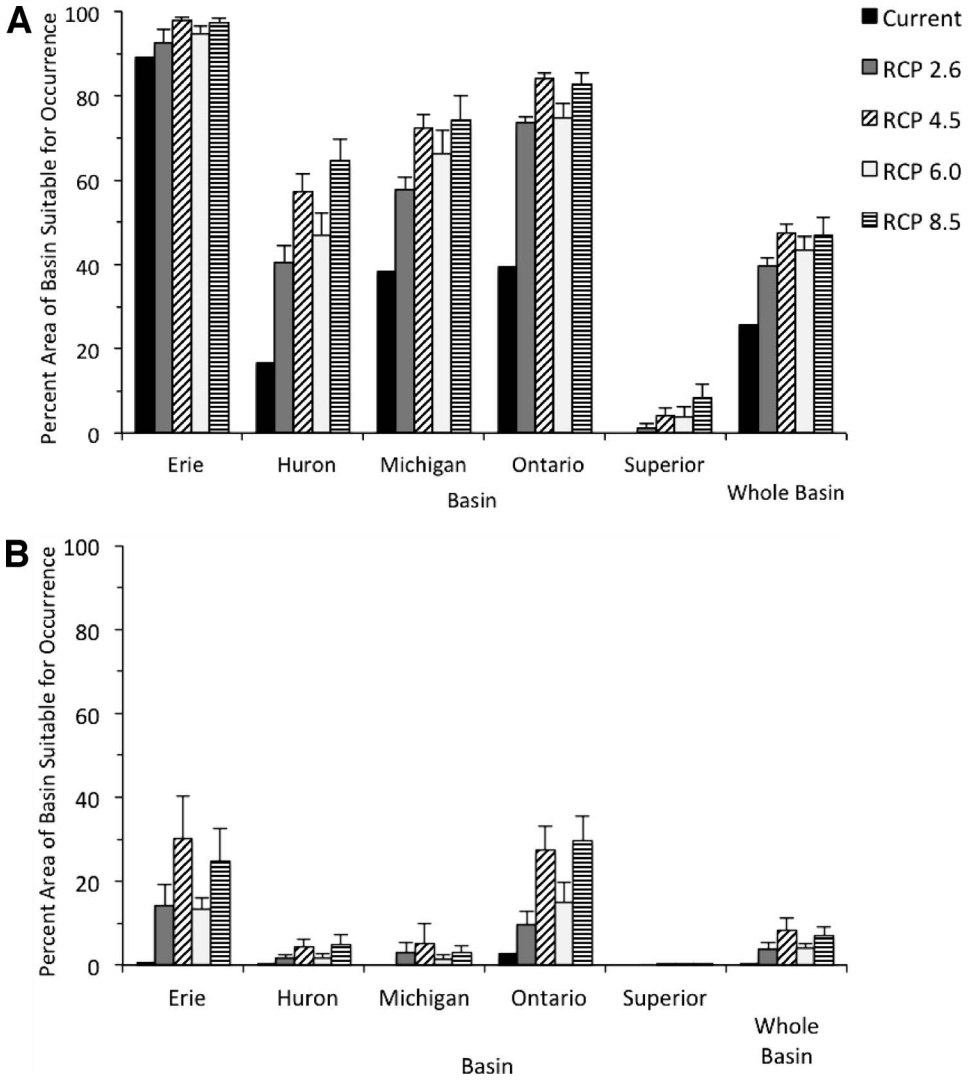 A
Percent Area of Basin Suitable for Occurrence
100
80
60
40
20
0
Erie
Huron
Michigan
Ontario
Superior
Whole Basin
Basin
Current
RCP 2.6
RCP 4.5
RCP 6.0
RCP 8.5
B
Percent Area of Basin Suitable for Occurrence
100
80
60
40
20
0
Erie
Huron
Michigan
Ontario
Superior
Whole
Basin
Basin